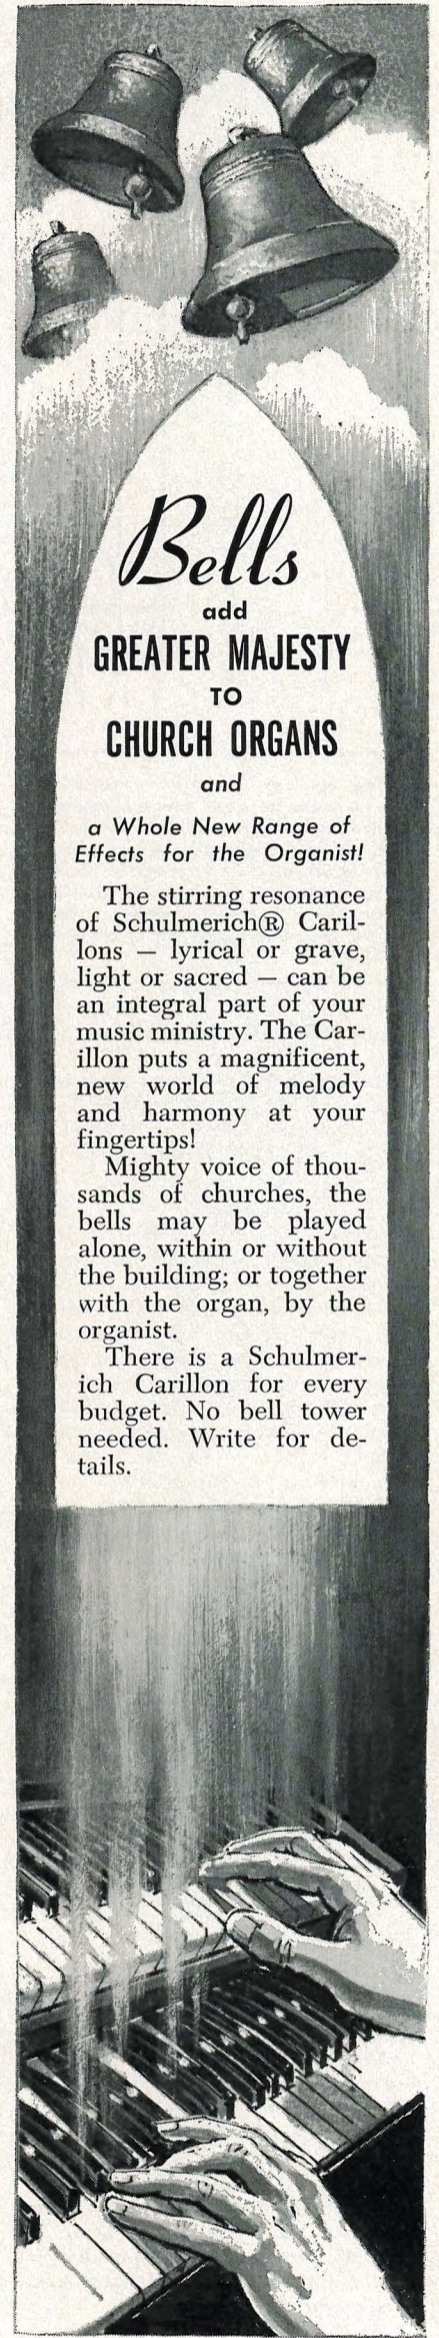 Bells
add
GREATER MAJESTY
TO
CHURCH ORGANS
and
a Whole New Range of
Effects for the Organist!
The stirring resonance
of Schulmerich® Caril-
lons — lyrical or grave,
light or sacred — can be
an integral part of your
music ministry. The Car-
illon puts a magnificent,
new world of melody
and harmony at your
fingertips!
Mighty voice of thou-
sands of churches, the
bells may be played
alone, within or without
the building; or together
with the organ, by the
organist.
There is a Schulmer-
ich Carillon for every
budget. No bell tower
needed. Write for de-
tails.